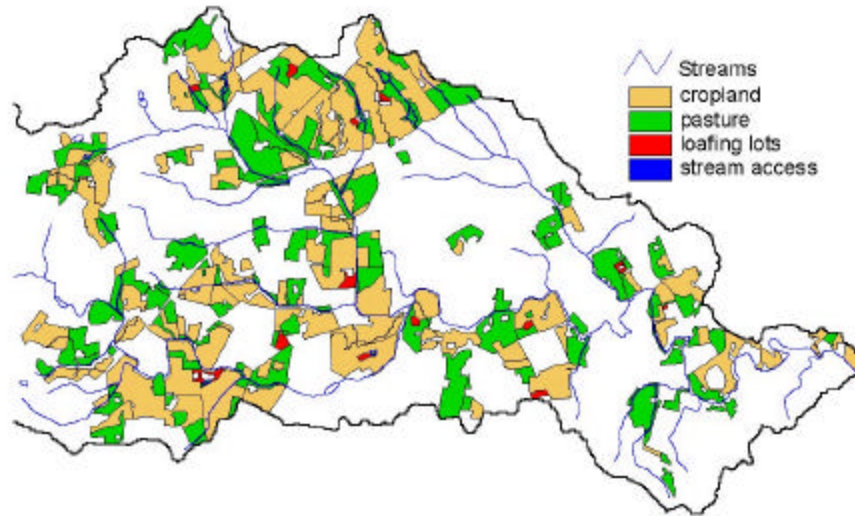 Streams
cropland
pasture
loafing lots
stream access